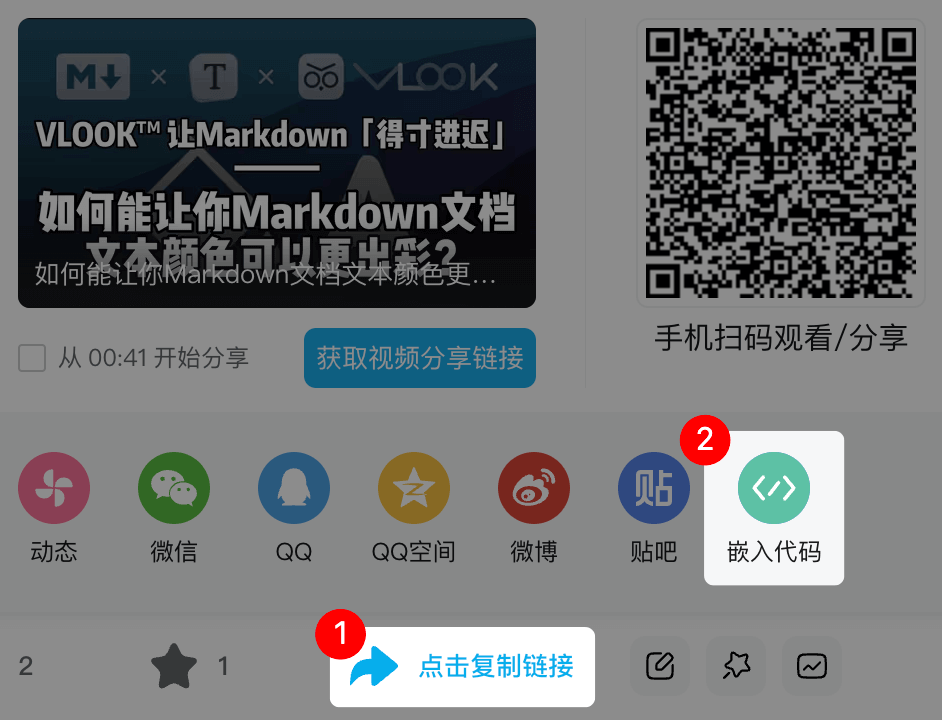 M × T × VLOOK
VLOOK™ 让Markdown「得寸进迟」
如何能让你Markdown文档
文本颜色可以更出彩?
如何能让你Markdown文档文本颜色更...
手机扫码观看/分享
从 00:41 开始分享
获取视频分享链接
2
动态
微信
QQ
QQ空间
微博
贴
贴吧
嵌入代码
1
2
1
点击复制链接